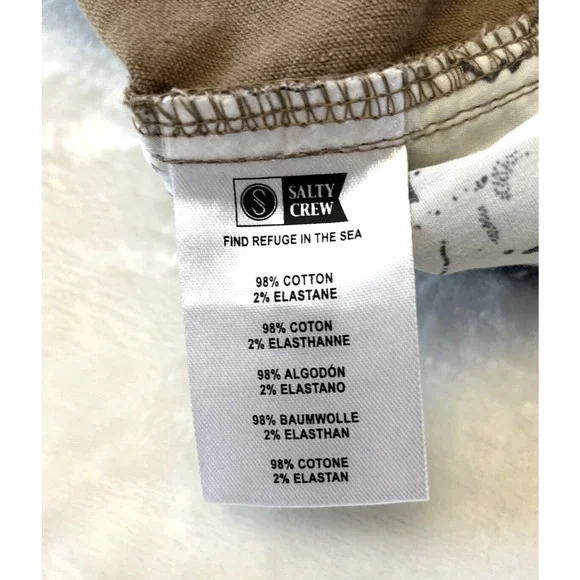 S
SALTY
CREW
FIND REFUGE IN THE SEA
98% COTTON
2% ELASTANE
98% COTON
2% ELASTHANNE
98% ALGODÓN
2% ELASTANO
98% BAUMWOLLE
2% ELASTHAN
98% COTONE
2% ELASTAN